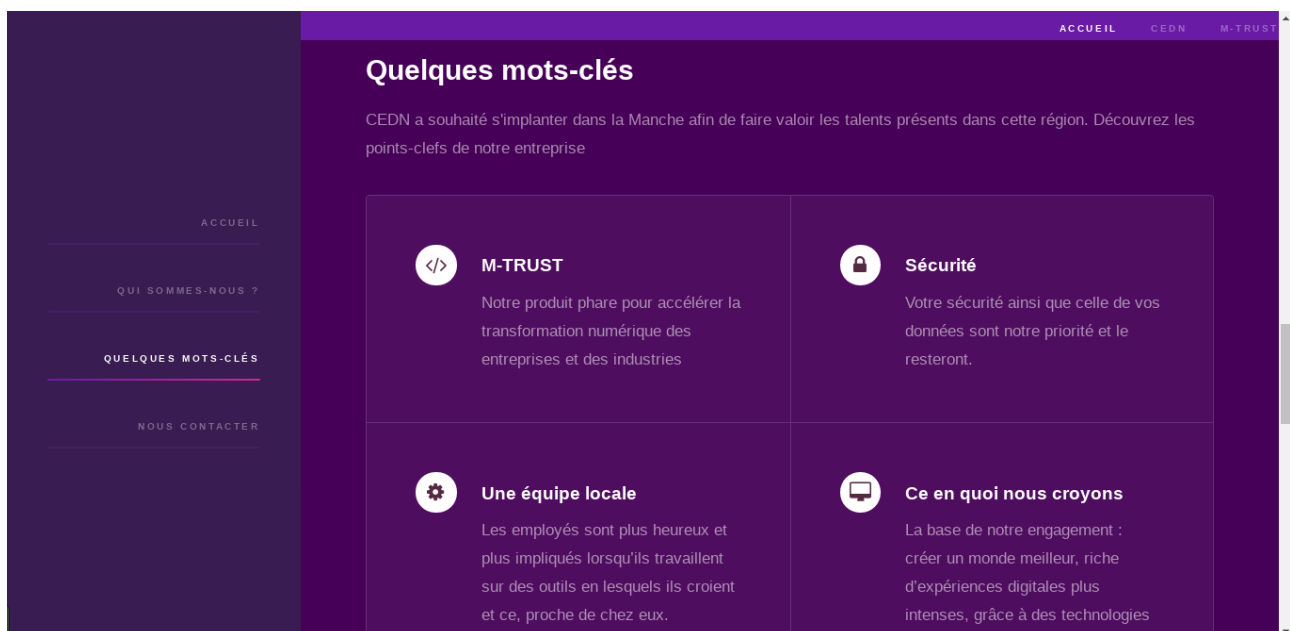 ACCUEIL
CEDN
M-TRUST
Quelques mots-clés
CEDN a souhaité s'implanter dans la Manche afin de faire valoir les talents présents dans cette région. Découvrez les
points-clefs de notre entreprise
ACCUEIL
QUI SOMMES-NOUS ?
QUELQUES MOTS-CLÉS
NOUS CONTACTER
M-TRUST
Notre produit phare pour accélérer la
transformation numérique des
entreprises et des industries
Sécurité
Votre sécurité ainsi que celle de vos
données sont notre priorité et le
resteront.
Une équipe locale
Les employés sont plus heureux et
plus impliqués lorsqu'ils travaillent
sur des outils en lesquels ils croient
et ce, proche de chez eux.
Ce en quoi nous croyons
La base de notre engagement :
créer un monde meilleur, riche
d'expériences digitales plus
intenses, grâce à des technologies